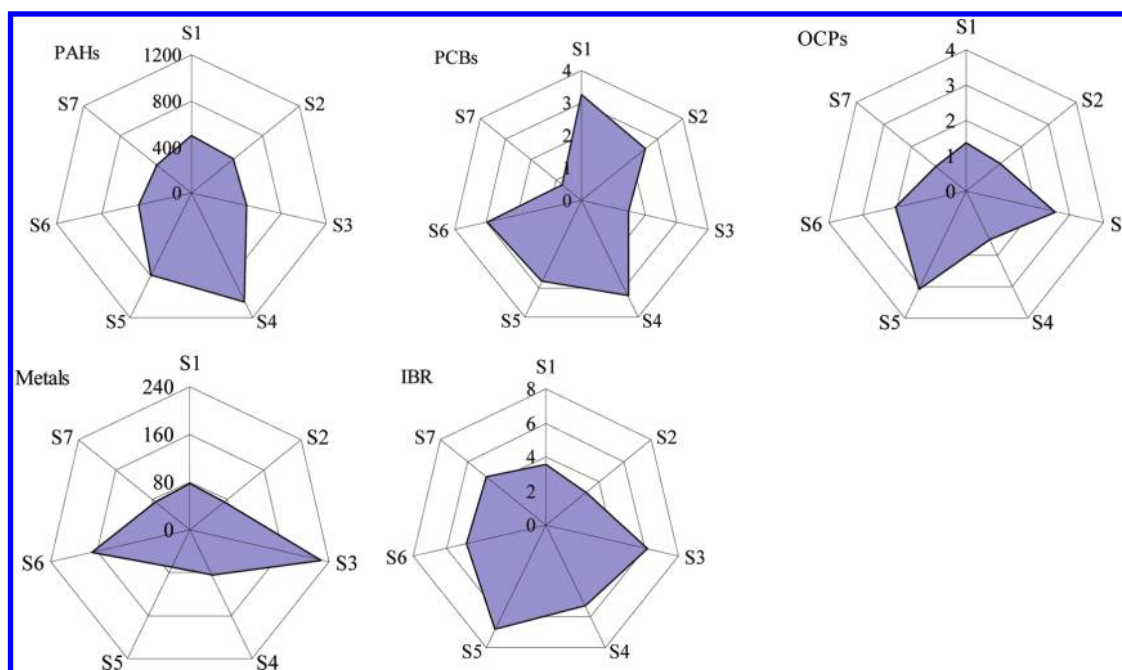 PAHs
S1
1200
800
400
0
S2
S3
S4
S5
S6
S7
PCBs
S1
4
3
2
1
0
S2
S3
S4
S5
S6
S7
OCPs
S1
4
3
2
1
0
S2
S
S4
S5
S6
S7
Metals
S1
240
160
80
0
S2
S3
S4
S5
S6
S7
IBR
S1
8
6
4
2
0
S2
S3
S4
S5
S6
S7